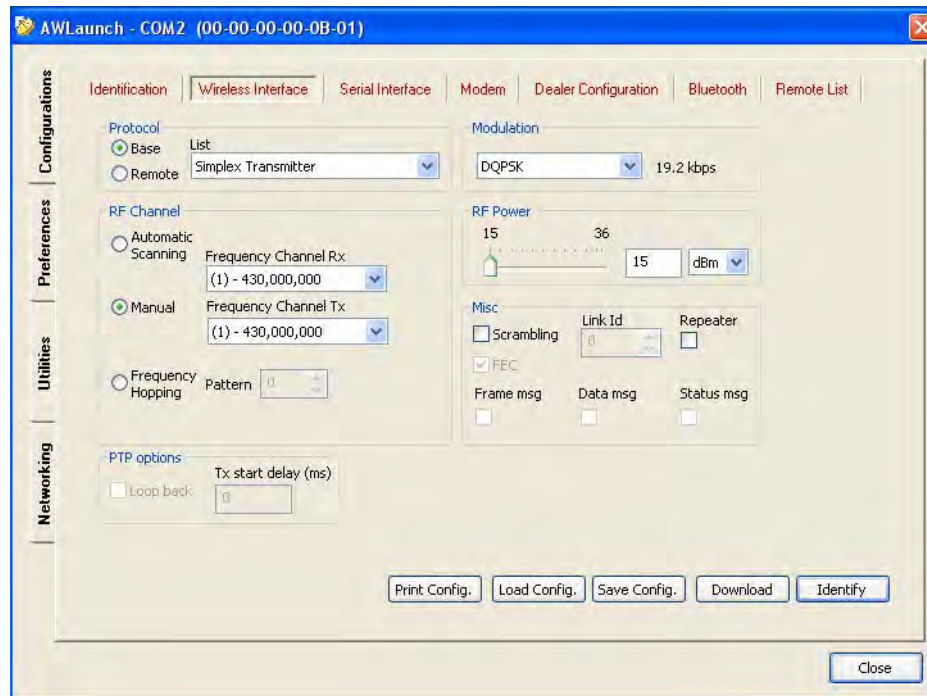 AWLaunch - COM2 (00-00-00-00-0B-01)
Configurations
Preferences
Utilities
Networking
Identification Wireless Interface Serial Interface Modem Dealer Configuration Bluetooth Remote List
Protocol
Base
Remote
List
Simplex Transmitter
Modulation
DQPSK 19.2 kbps
RF Channel
Automatic
Scanning
Frequency Channel Rx
(1) - 430,000,000
Manual
Frequency Channel Tx
(1) - 430,000,000
Frequency
Hopping
Pattern 0
RF Power
15 36
15 dBm
Misc
Scrambling
Link Id
0
Repeater
FEC
Frame msg Data msg Status msg
PTP options
Loop back
Tx start delay (ms)
0
Print Config. Load Config. Save Config. Download Identify
Close